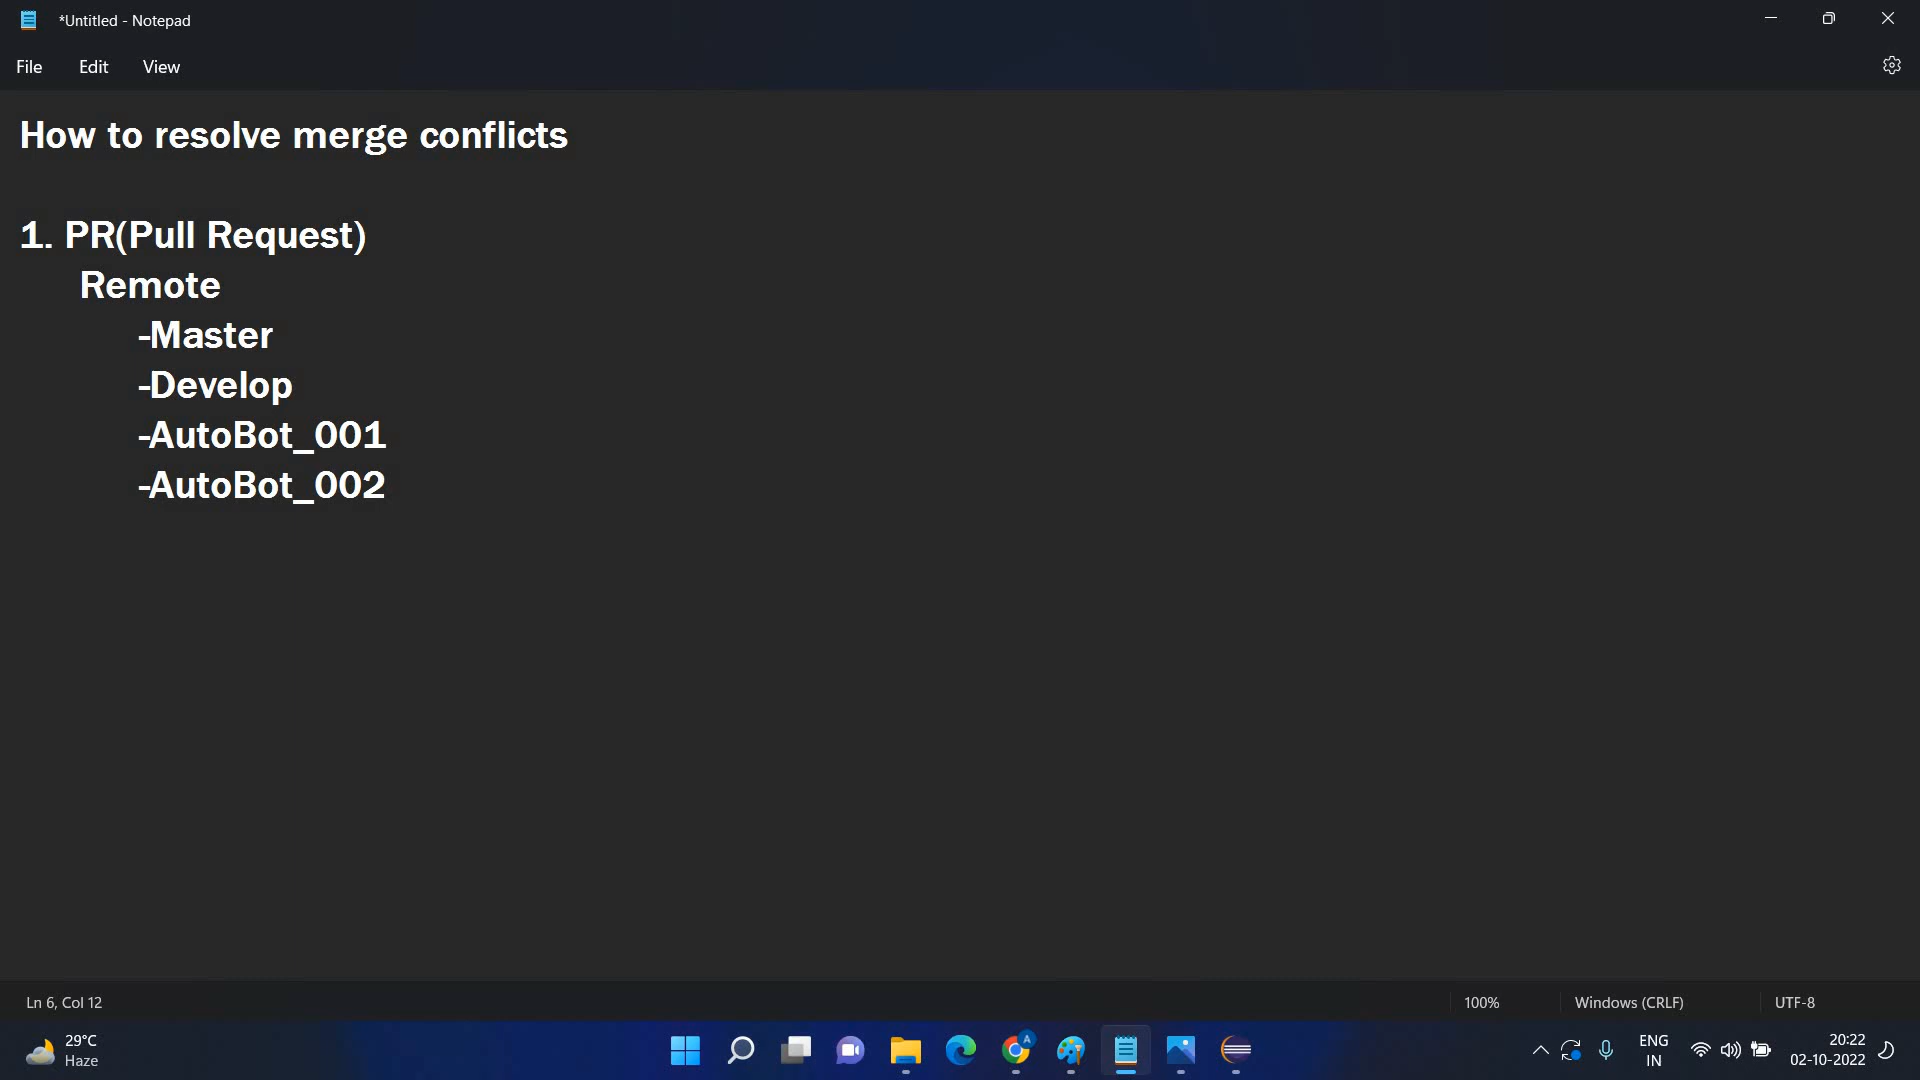 *Untitled - Notepad
File Edit View
How to resolve merge conflicts
1. PR(Pull Request)
Remote
-Master
-Develop
-AutoBot_001
-AutoBot_002
Ln 6, Col 12 100% Windows (CRLF) UTF-8
29°C
Haze
A
ENG
IN
20:22
02-10-2022